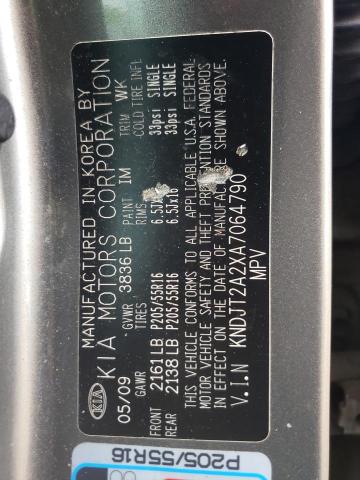 MANUFACTURED IN KOREA BY
KIA KIA MOTORS CORPORATION
05/09 GVWR 3836 LB PAINT IM TRIM WK
GAWR TIRES RIMS COLD TIRE INFL
FRONT 2161 LB P205/55R16 6.5Jx16 33psi SINGLE
REAR 2138 LB P205/55R16 6.5Jx16 33psi SINGLE
THIS VEHICLE CONFORMS TO ALL APPLICABLE U.S.A. FEDERAL
MOTOR VEHICLE SAFETY AND THEFT PREVENTION STANDARDS
IN EFFECT ON THE DATE OF MANUFACTURE SHOWN ABOVE.
V.I.N KNDJT2A2XA7064790
MPV
P205/55R16